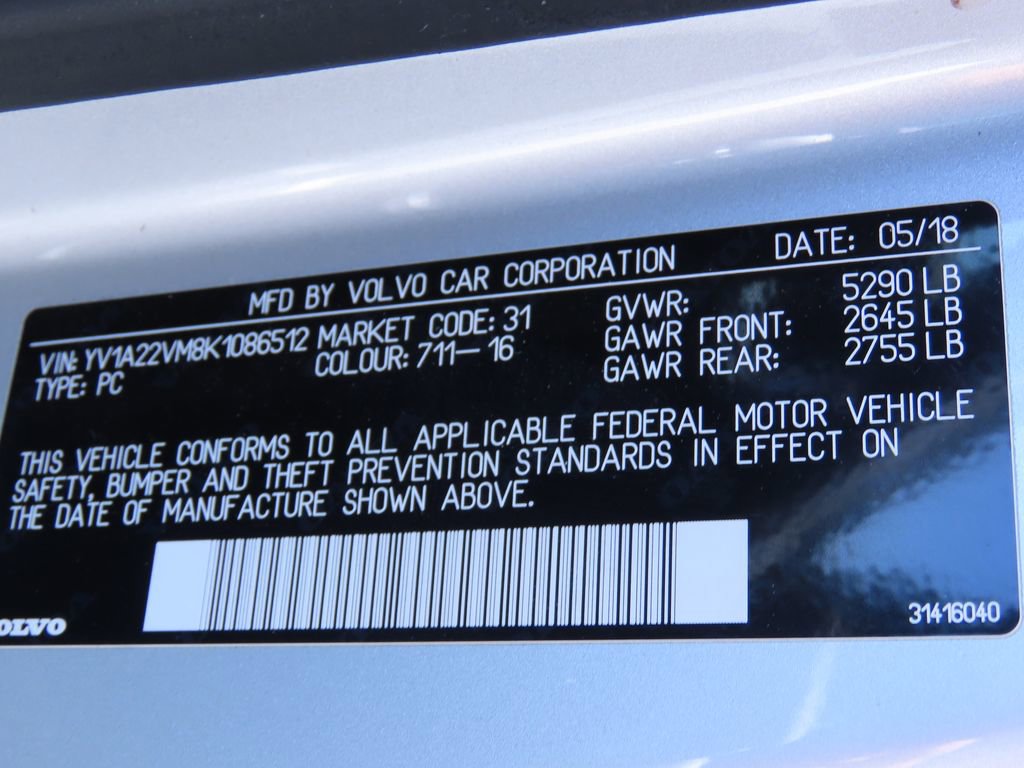 MFD BY VOLVO CAR CORPORATION DATE: 05/18
VIN: YV1A22VM8K1086512 MARKET CODE: 31 GVWR: 5290 LB
TYPE: PC COLOUR: 711-16 GAWR FRONT: 2645 LB
GAWR REAR: 2755 LB
THIS VEHICLE CONFORMS TO ALL APPLICABLE FEDERAL MOTOR VEHICLE
SAFETY, BUMPER AND THEFT PREVENTION STANDARDS IN EFFECT ON
THE DATE OF MANUFACTURE SHOWN ABOVE.
OLVO 31416040